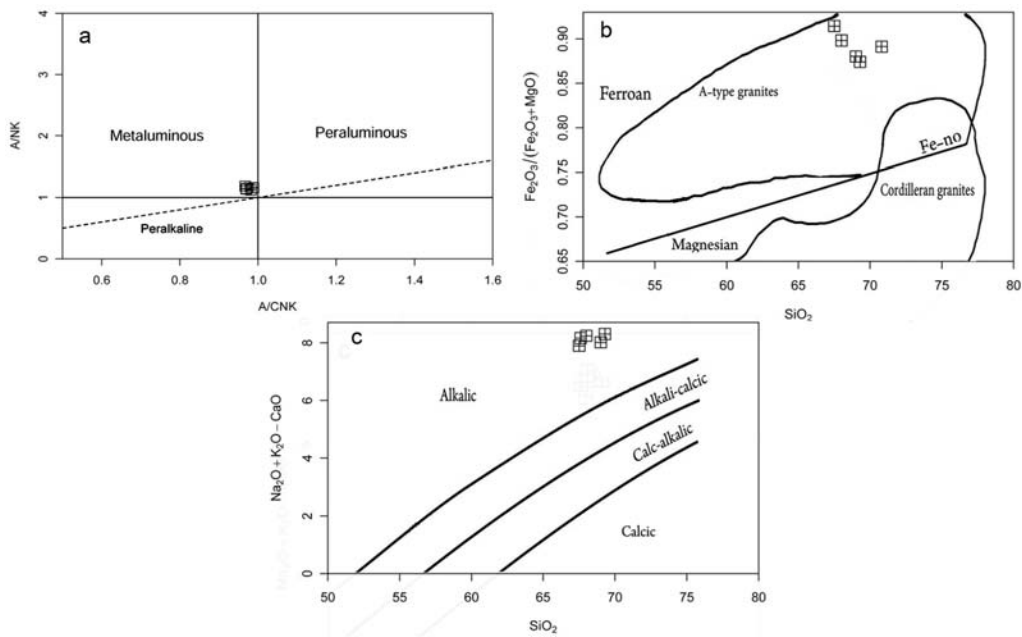 a
4
3
2
1
0
A/NK
Metaluminous
Peraluminous
Peralkaline
0.6
0.8
1.0
1.2
1.4
1.6
A/CNK
b
0.90
0.85
0.80
0.75
0.70
0.65
Fe₂O₃/(Fe₂O₃+MgO)
Ferroan
A-type granites
Fe-no
Cordilleran granites
Magnesian
50
55
60
65
70
75
80
SiO₂
c
8
6
4
2
0
Na₂O+K₂O−CaO
Alkalic
Alkali-calcic
Calc-alkalic
Calcic
50
55
60
65
70
75
80
SiO₂